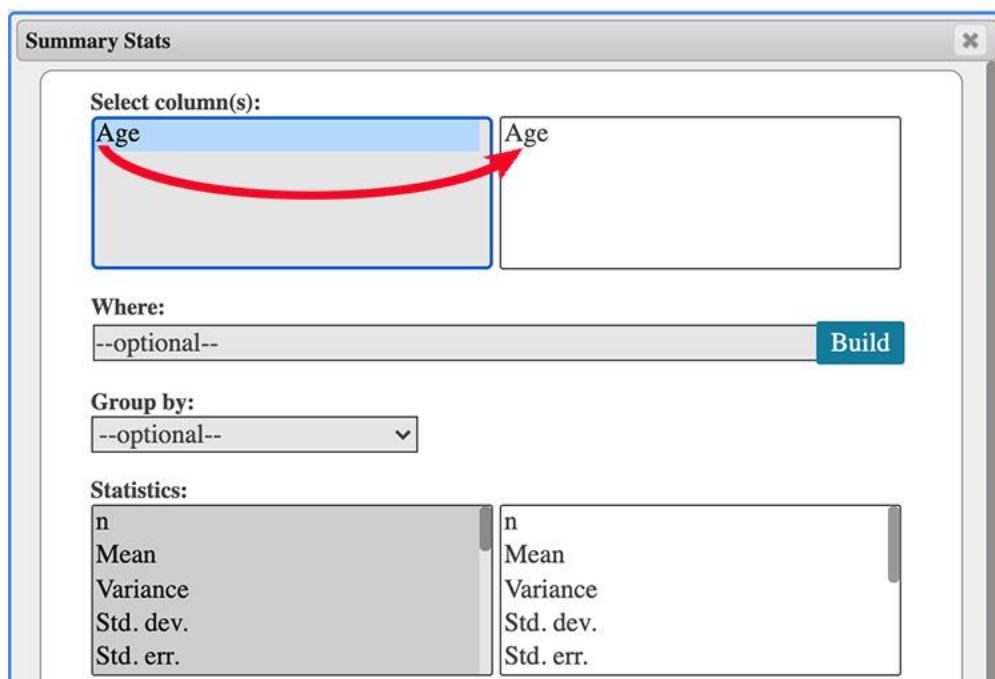 Summary Stats
Select column(s):
Age
Age
Where:
--optional--
Build
Group by:
--optional--
Statistics:
n
Mean
Variance
Std. dev.
Std. err.
n
Mean
Variance
Std. dev.
Std. err.